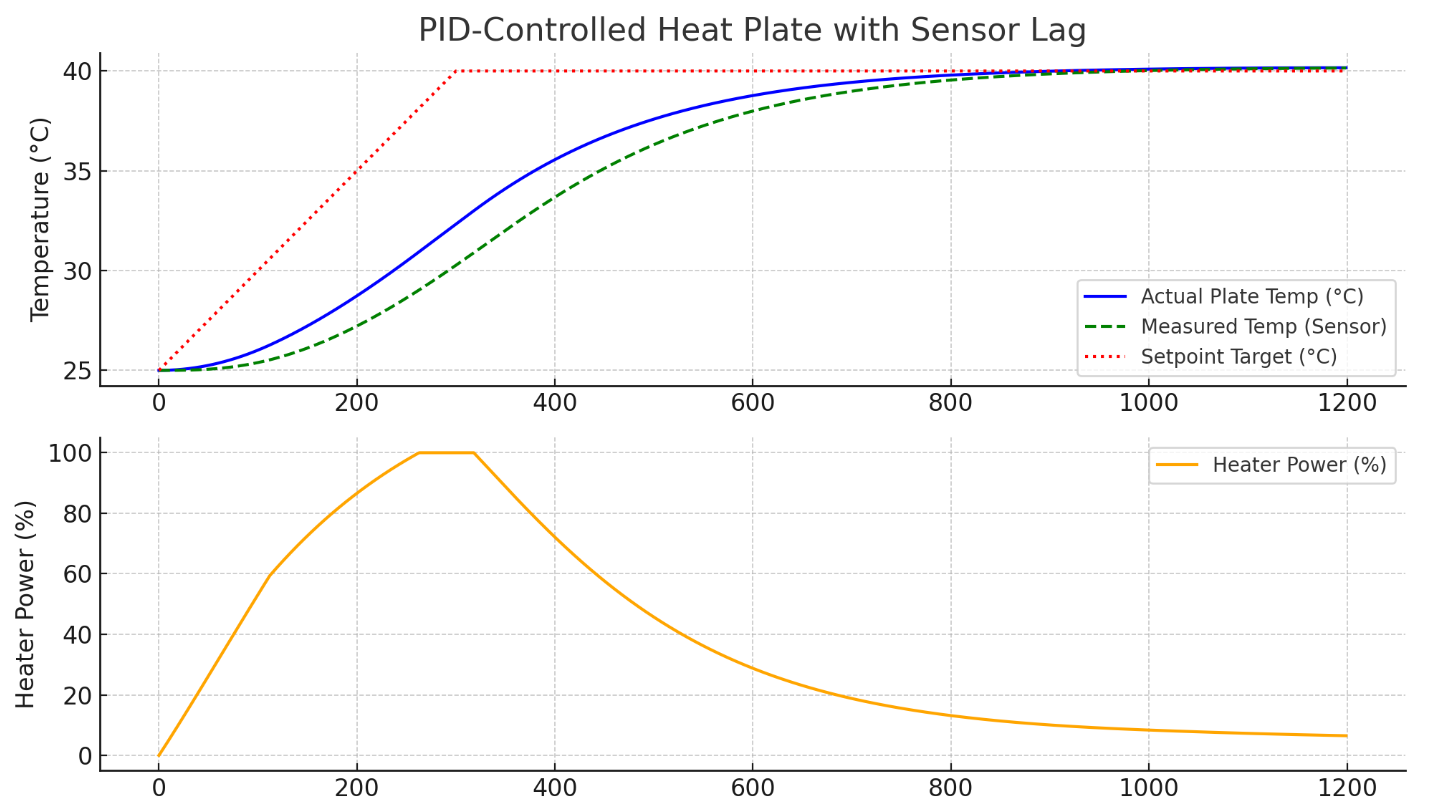 PID-Controlled Heat Plate with Sensor Lag
Temperature (°C)
40
35
30
25
Actual Plate Temp (°C)
Measured Temp (Sensor)
Setpoint Target (°C)
0 200 400 600 800 1000 1200
Heater Power (%)
100
80
60
40
20
0
Heater Power (%)
0 200 400 600 800 1000 1200